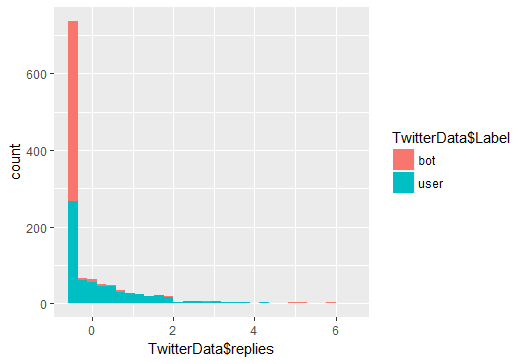 600
400
200
0
count
0 2 4 6
TwitterData$replies
TwitterData$Label
bot
user